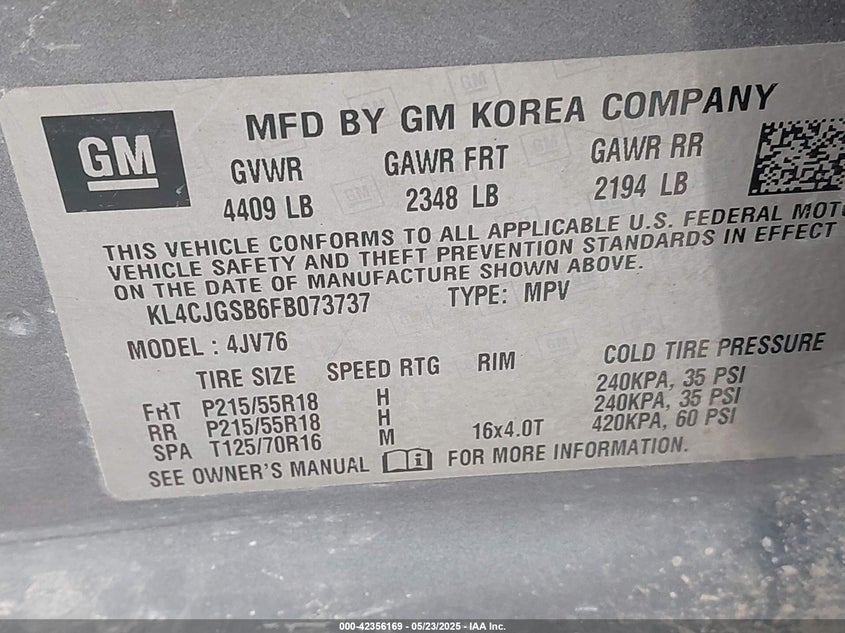 GM
MFD BY GM KOREA COMPANY
GVWR GAWR FRT GAWR RR
4409 LB 2348 LB 2194 LB
THIS VEHICLE CONFORMS TO ALL APPLICABLE U.S. FEDERAL
VEHICLE SAFETY AND THEFT PREVENTION STANDARDS IN EFFECT
ON THE DATE OF MANUFACTURE SHOWN ABOVE.
KL4CJGSB6FB073737 TYPE: MPV
MODEL : 4JV76
TIRE SIZE SPEED RTG RIM COLD TIRE PRESSURE
FRT P215/55R18 H 240KPA, 35 PSI
RR P215/55R18 H 240KPA, 35 PSI
SPA T125/70R16 M 16x4.0T 420KPA, 60 PSI
SEE OWNER'S MANUAL i FOR MORE INFORMATION.
000-42356169 - 05/23/2025 - IAA Inc.